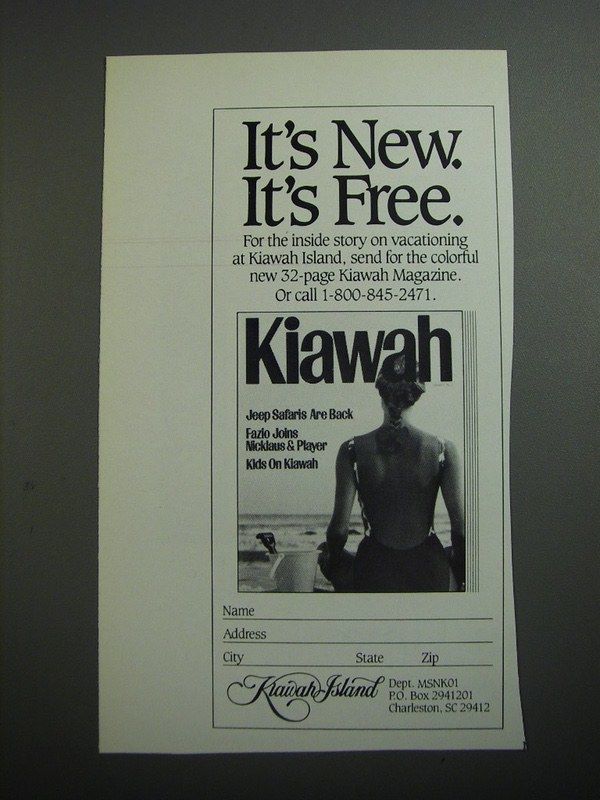 It's New.
It's Free.
For the inside story on vacationing
at Kiawah Island, send for the colorful
new 32-page Kiawah Magazine.
Or call 1-800-845-2471.
Kiawah
Jeep Safaris Are Back
Fazio Joins
Nicklaus & Player
Kids On Kiawah
Name
Address
City State Zip
Kiawah Island
Dept. MSNK01
P.O. Box 2941201
Charleston, SC 29412